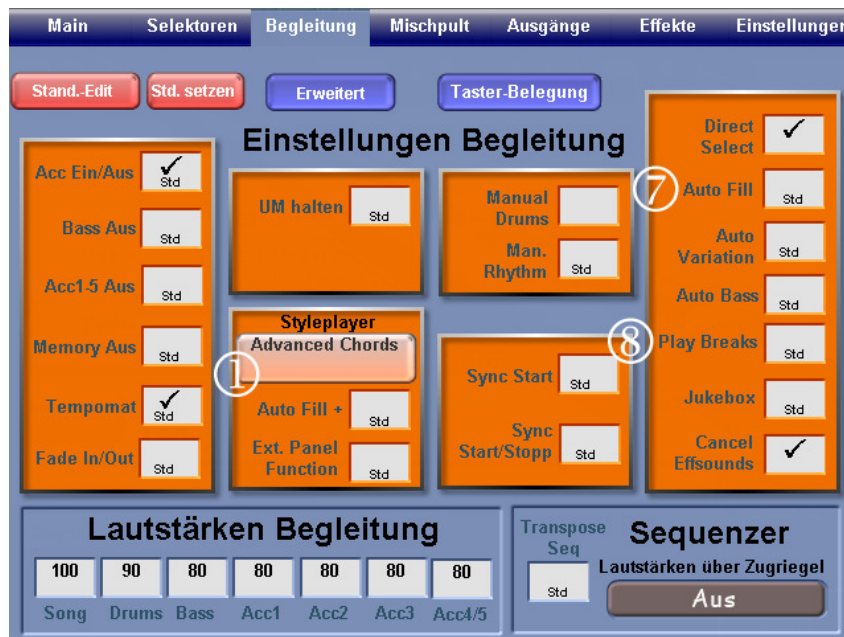 Main Selektoren Begleitung Mischpult Ausgänge Effekte Einstellunger
Stand.-Edit Std. setzen Erweitert Taster-Belegung
Einstellungen Begleitung
Acc Ein/Aus ✓ Std
Bass Aus Std
Acc1-5 Aus Std
Memory Aus Std
Tempomat ✓ Std
Fade In/Out Std
UM halten Std
Styleplayer
Advanced Chords
①
Auto Fill + Std
Ext. Panel
Function Std
Manual
Drums
Man.
Rhythm Std
Sync Start Std
Sync
Start/Stopp Std
Direct
Select ✓
⑦ Auto Fill Std
Auto
Variation Std
Auto Bass Std
⑧ Play Breaks Std
Jukebox Std
Cancel
Effsounds ✓
Lautstärken Begleitung
100 90 80 80 80 80 80
Song Drums Bass Acc1 Acc2 Acc3 Acc4/5
Transpose
Seq
Std
Sequenzer
Lautstärken über Zugriegel
Aus